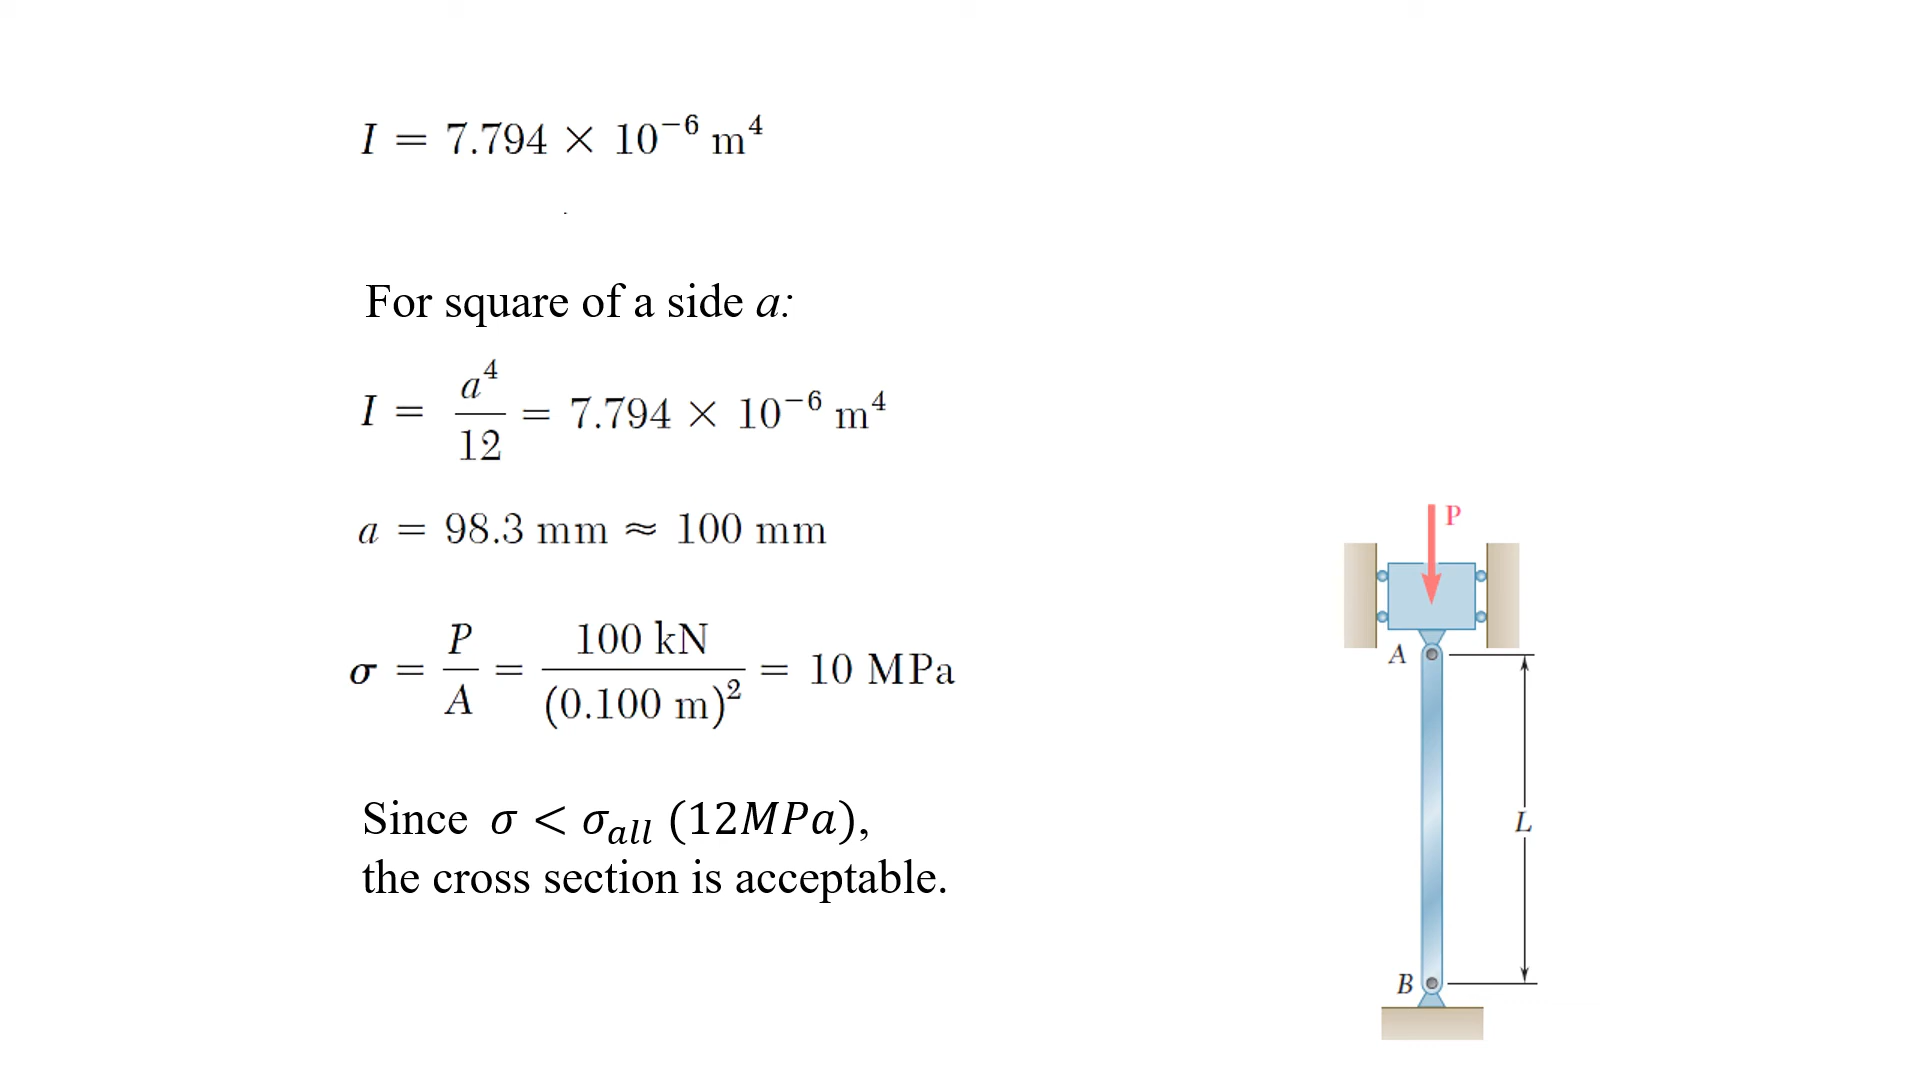 I = 7.794 × 10⁻⁶ m⁴
For square of a side a:
I = a⁴/12 = 7.794 × 10⁻⁶ m⁴
a = 98.3 mm ≈ 100 mm
σ = P/A = 100 kN/(0.100 m)² = 10 MPa
Since σ < σ_all (12MPa),
the cross section is acceptable.
P
A
L
B